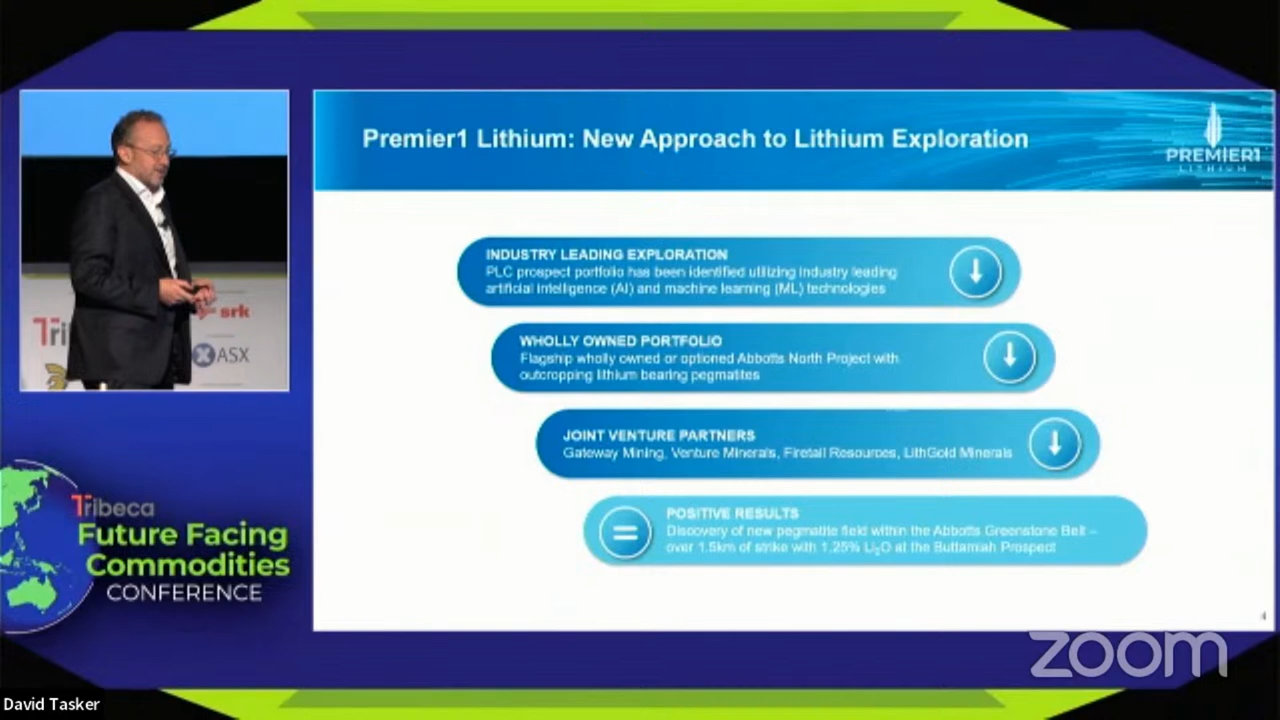 Premier1 Lithium: New Approach to Lithium Exploration
PREMIER1
LITHIUM
INDUSTRY LEADING EXPLORATION
PLC prospect portfolio has been identified utilizing industry leading
artificial intelligence (AI) and machine learning (ML) technologies
WHOLLY OWNED PORTFOLIO
Flagship wholly owned or optioned Abbotts North Project with
outcropping lithium bearing pegmatites
JOINT VENTURE PARTNERS
Gateway Mining, Venture Minerals, Firetail Resources, LithGold Minerals
POSITIVE RESULTS
Discovery of new pegmatite field within the Abbotts Greenstone Belt –
over 1.5km of strike with 1.25% Li₂O at the Buttamiah Prospect
4
Tri
srk
ASX
Tribeca
Future Facing
Commodities
CONFERENCE
zoom
David Tasker